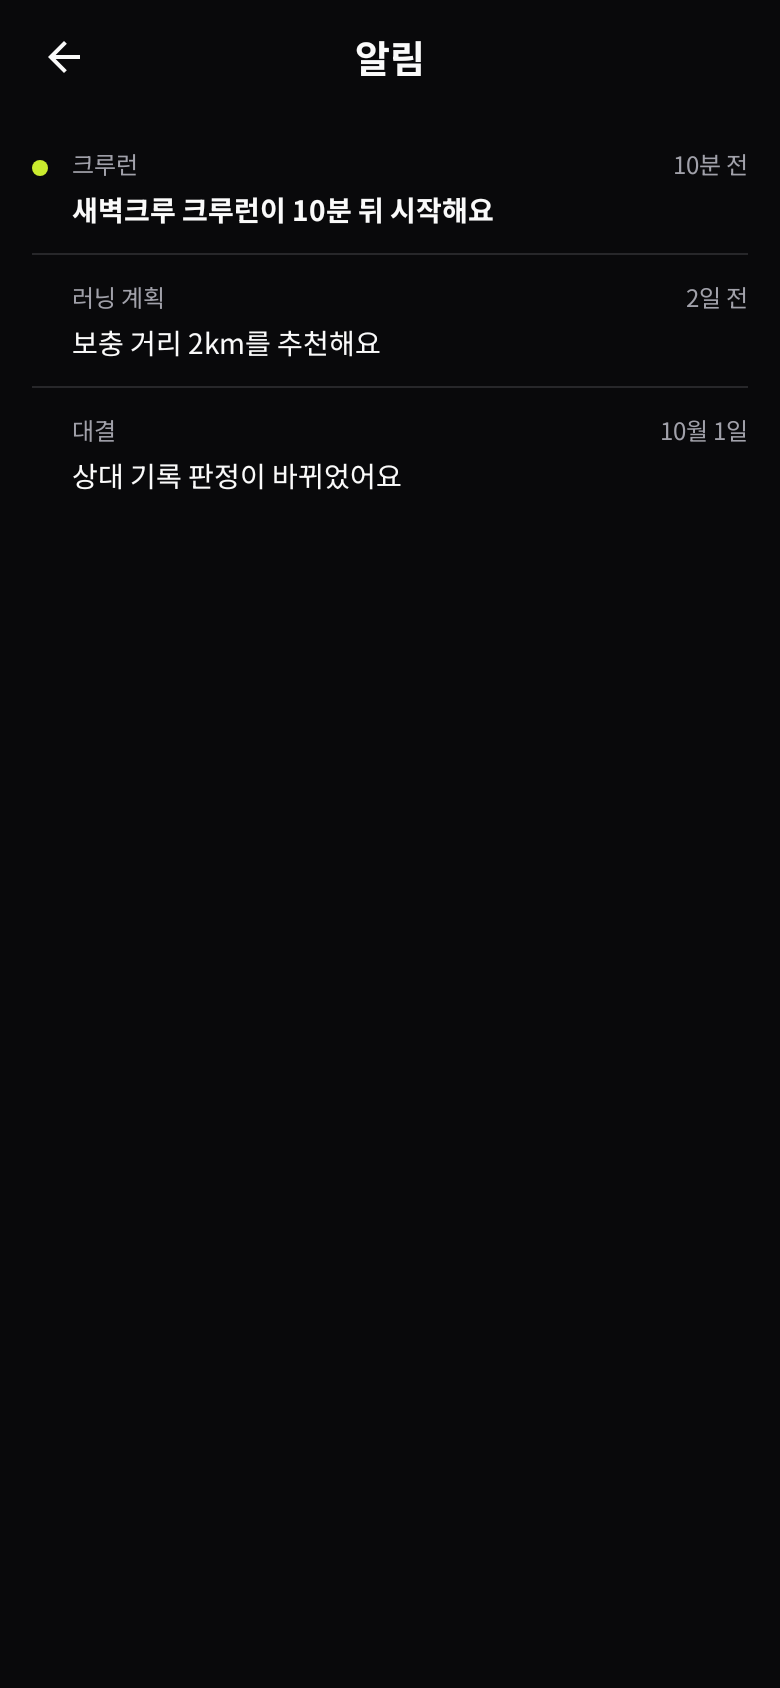 알림
크루런 10분 전
새벽크루 크루런이 10분 뒤 시작해요
러닝 계획 2일 전
보충 거리 2km를 추천해요
대결 10월 1일
상대 기록 판정이 바뀌었어요